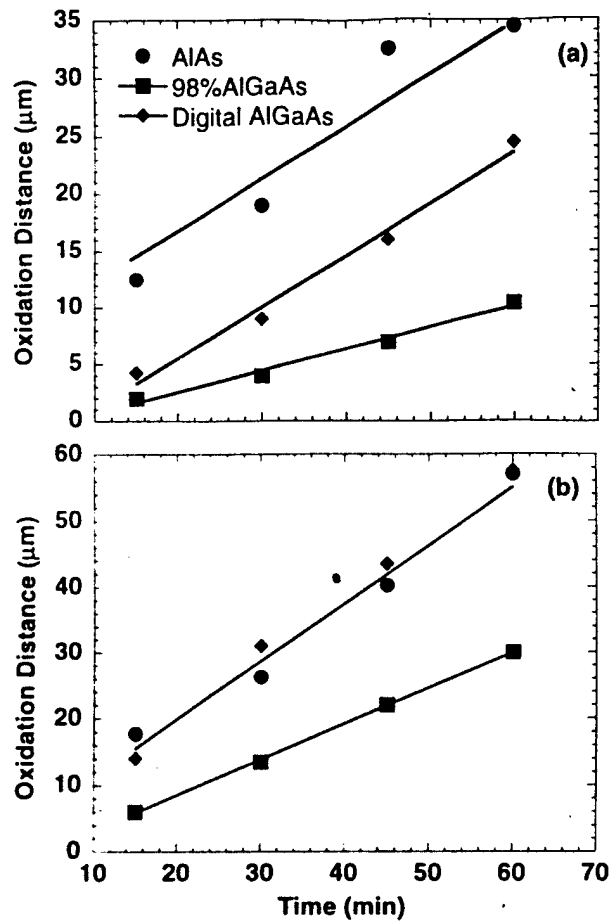 35
30
25
20
15
10
5
0
Oxidation Distance (μm)
AlAs
98%AlGaAs
Digital AlGaAs
(a)
60
50
40
30
20
10
0
Oxidation Distance (μm)
(b)
10 20 30 40 50 60 70
Time (min)